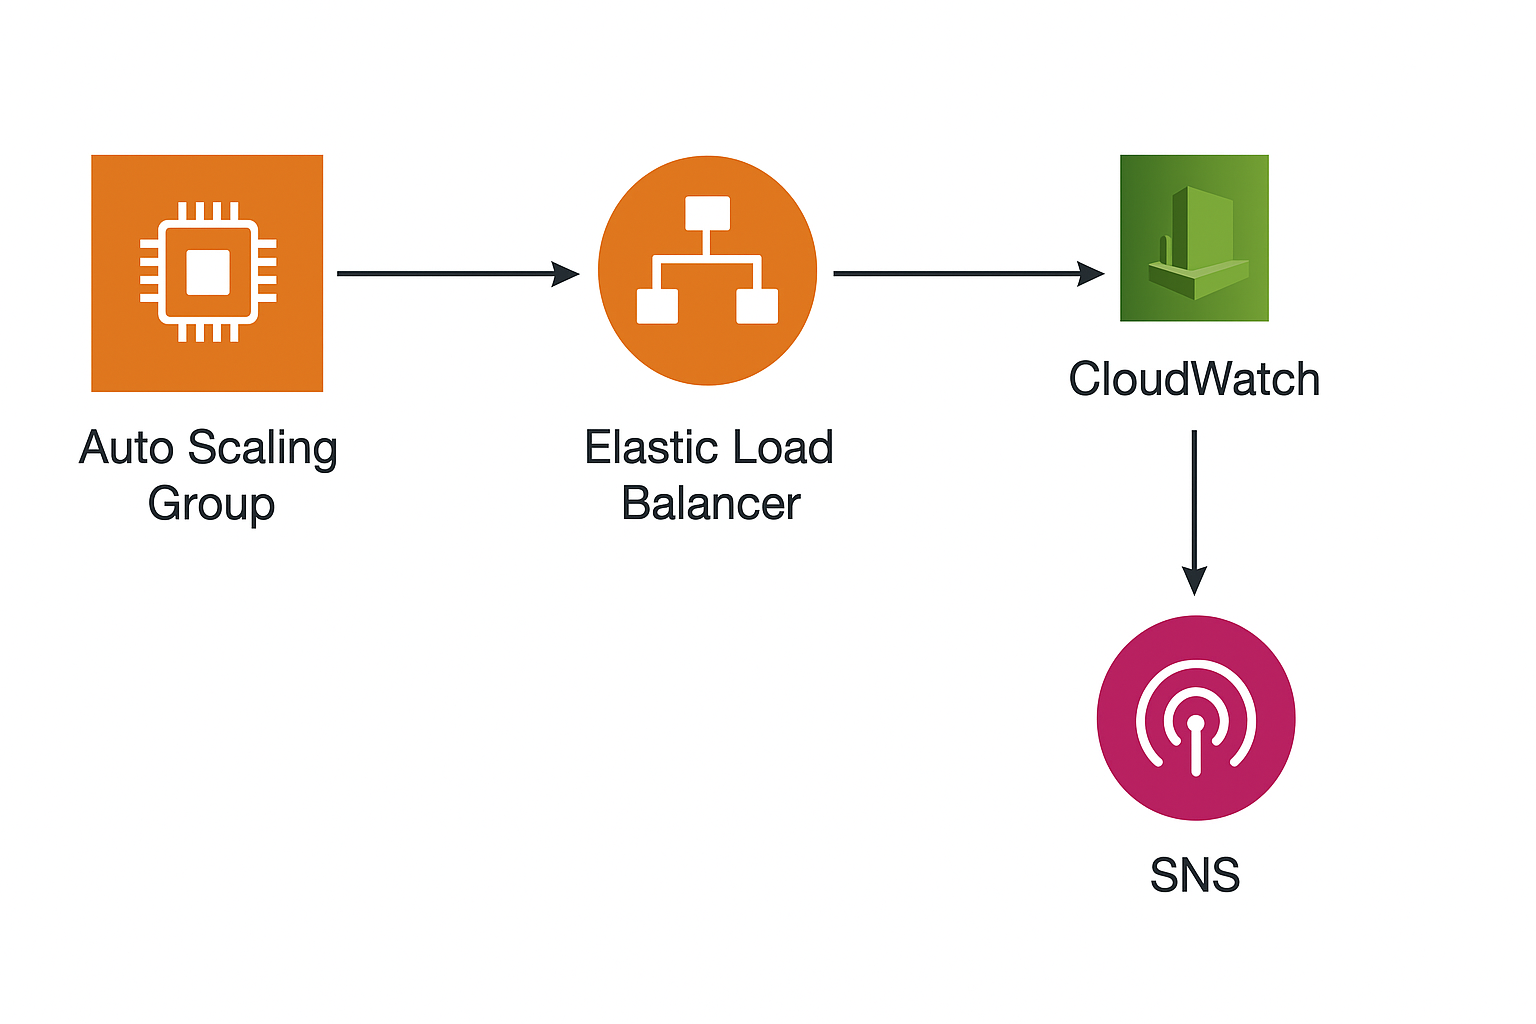 Auto Scaling
Group
Elastic Load
Balancer
CloudWatch
SNS